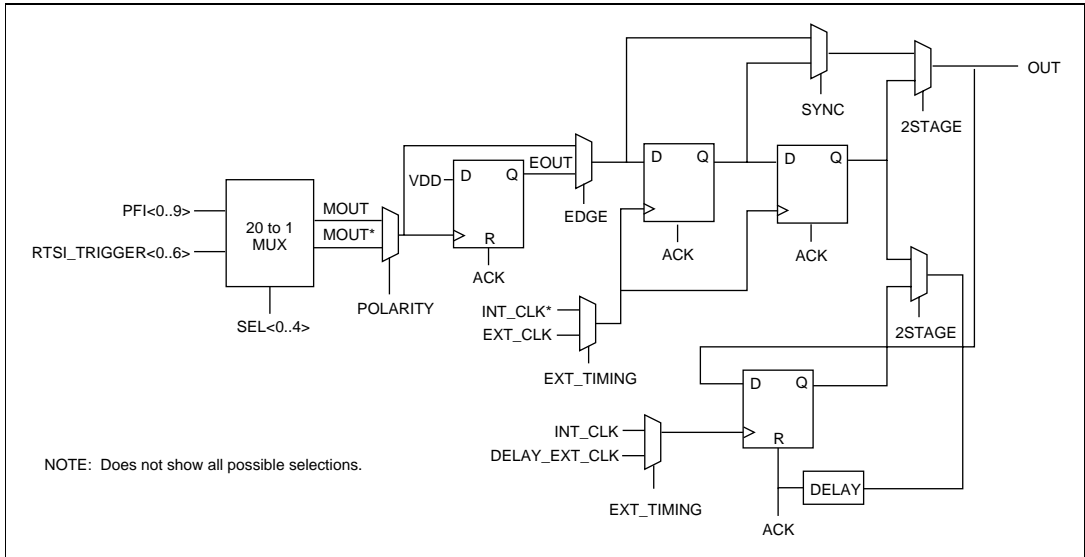 OUT
SYNC
2STAGE
D Q
D Q
EOUT
VDD
D Q
R
EDGE
ACK
ACK
ACK
PFI<0..9>
RTSI_TRIGGER<0..6>
20 to 1
MUX
MOUT
MOUT*
POLARITY
SEL<0..4>
INT_CLK*
EXT_CLK
EXT_TIMING
2STAGE
D Q
R
INT_CLK
DELAY_EXT_CLK
EXT_TIMING
DELAY
ACK
NOTE: Does not show all possible selections.